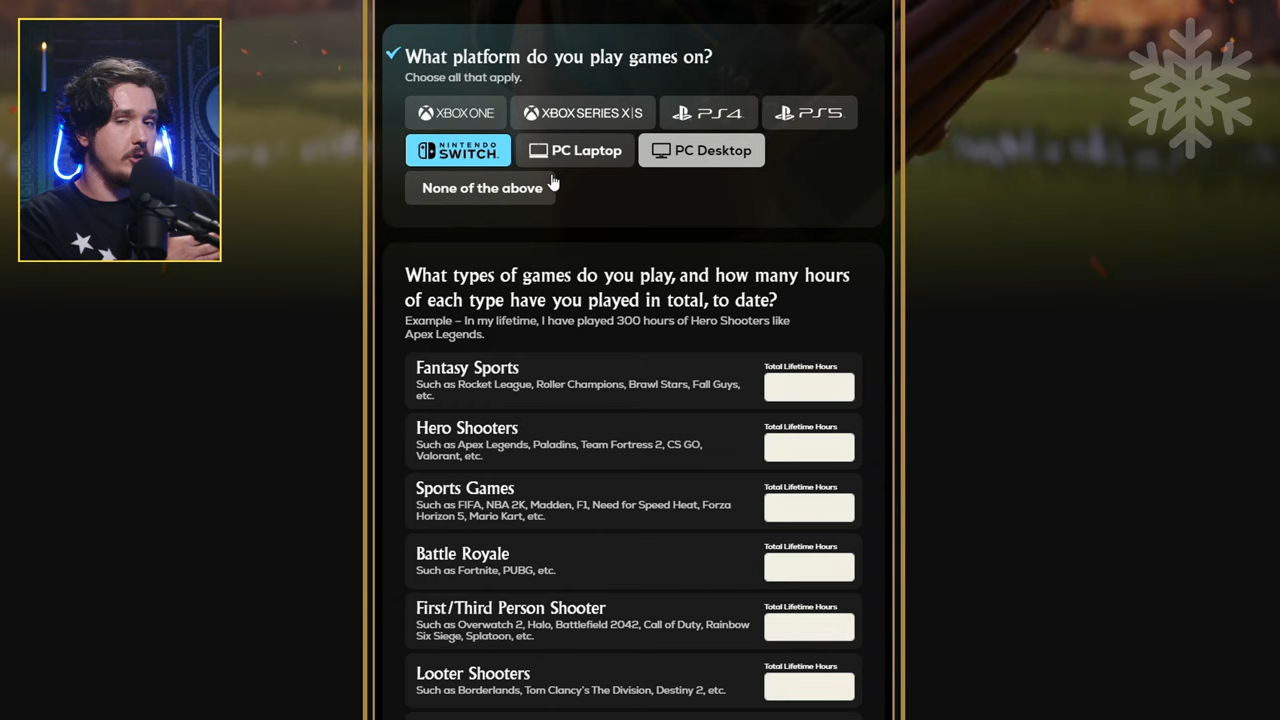 What platform do you play games on?
Choose all that apply.
XBOX ONE
XBOX SERIES X|S
PS4
PS5
NINTENDO
SWITCH
PC Laptop
PC Desktop
None of the above
What types of games do you play, and how many hours
of each type have you played in total, to date?
Example – In my lifetime, I have played 300 hours of Hero Shooters like
Apex Legends.
Fantasy Sports
Total Lifetime Hours
Such as Rocket League, Roller Champions, Brawl Stars, Fall Guys,
etc.
Hero Shooters
Total Lifetime Hours
Such as Apex Legends, Paladins, Team Fortress 2, CS GO,
Valorant, etc.
Sports Games
Total Lifetime Hours
Such as FIFA, NBA 2K, Madden, F1, Need for Speed Heat, Forza
Horizon 5, Mario Kart, etc.
Battle Royale
Total Lifetime Hours
Such as Fortnite, PUBG, etc.
First/Third Person Shooter
Total Lifetime Hours
Such as Overwatch 2, Halo, Battlefield 2042, Call of Duty, Rainbow
Six Siege, Splatoon, etc.
Looter Shooters
Total Lifetime Hours
Such as Borderlands, Tom Clancy's The Division, Destiny 2, etc.